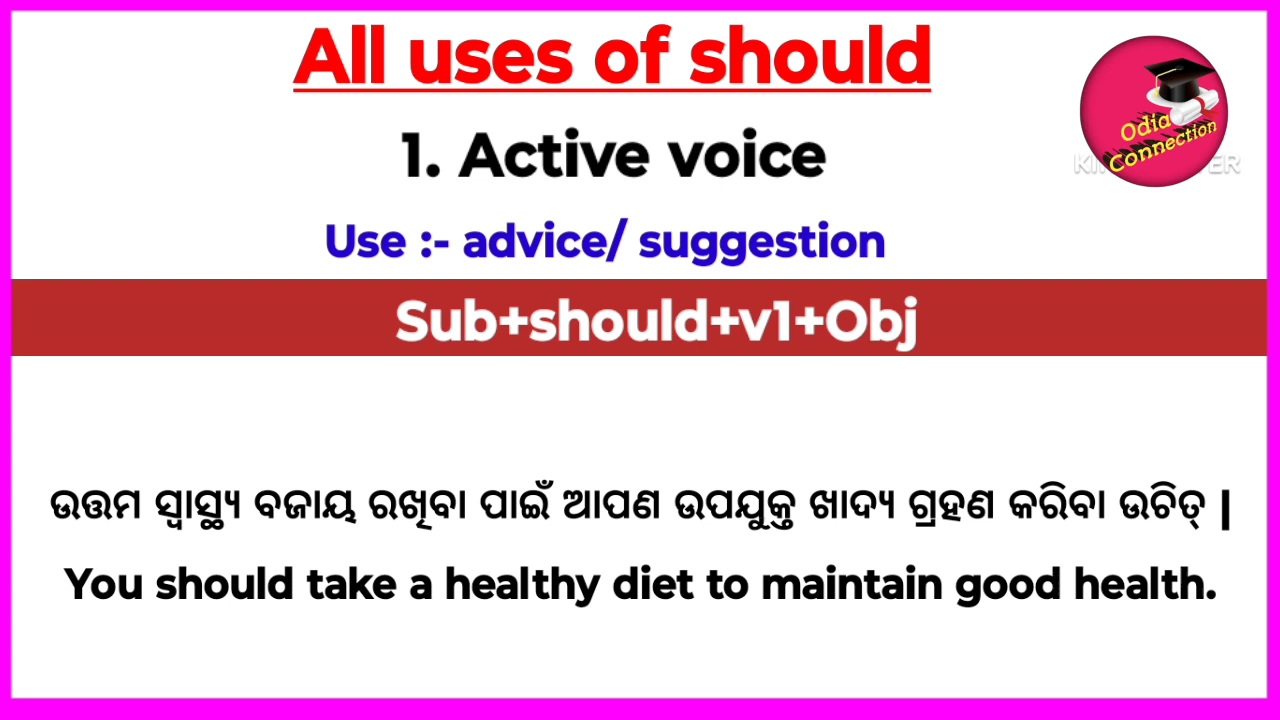 All uses of should
1. Active voice
Use :- advice/ suggestion
Sub+should+v1+Obj
ଉତ୍ତମ ସ୍ୱାସ୍ଥ୍ୟ ବଜାୟ ରଖିବା ପାଇଁ ଆପଣ ଉପଯୁକ୍ତ ଖାଦ୍ୟ ଗ୍ରହଣ କରିବା ଉଚିତ୍ |
You should take a healthy diet to maintain good health.
Odia
Connection